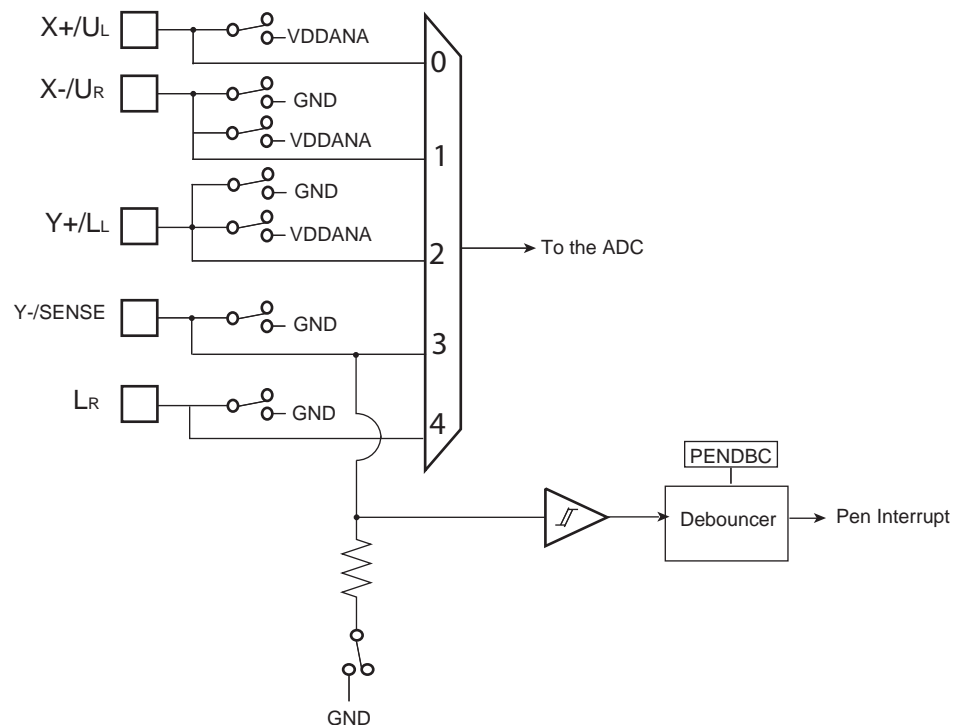 X+/UL
VDDANA
0
X-/UR
GND
VDDANA
1
GND
Y+/LL
VDDANA
2
To the ADC
Y-/SENSE
GND
3
LR
GND
4
PENDBC
Debouncer
Pen Interrupt
GND